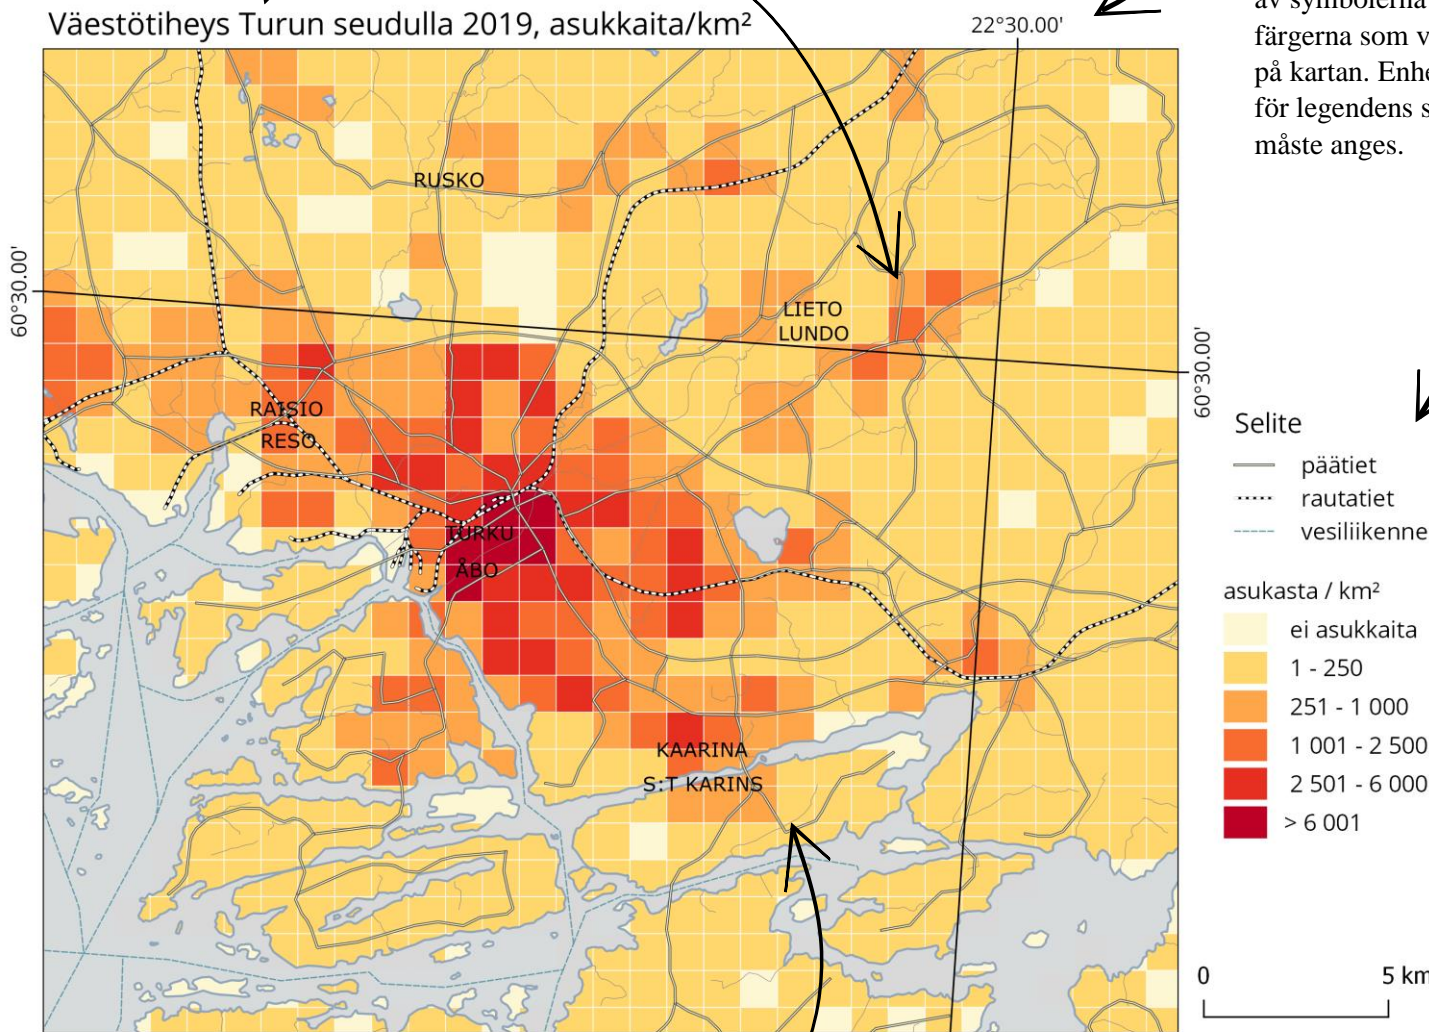 av symbolerna
färgerna som v
på kartan. Enhe
för legendens s
måste anges.
Väestötiheys Turun seudulla 2019, asukkaita/km²
22°30.00'
60°30.00'
60°30.00'
RUSKO
LIETO
LUNDO
RAISIO
RESO
TURKU
ÅBO
KAARINA
S:T KARINS
Selite
päätiet
rautatiet
vesiliikenne
asukasta / km²
ei asukkaita
1 - 250
251 - 1 000
1 001 - 2 500
2 501 - 6 000
> 6 001
0 5 km